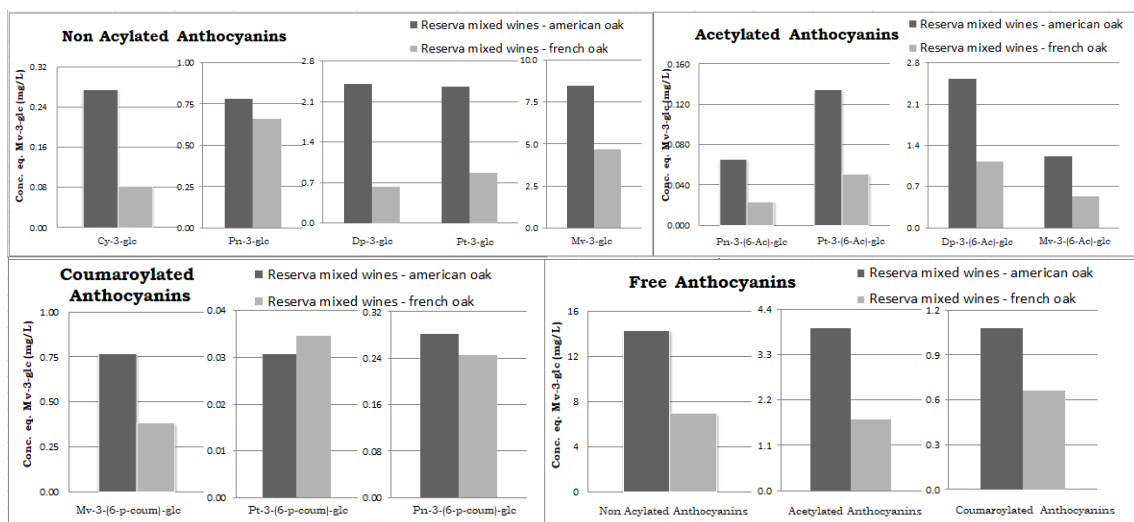 Non Acylated Anthocyanins
Reserva mixed wines - american oak
Reserva mixed wines - french oak
Conc. eq. Mv-3-glc (mg/L)
0.32
0.28
0.24
0.20
0.16
0.12
0.08
0.04
0.00
Cy-3-glc
1.00
0.75
0.50
0.25
0.00
Pn-3-glc
2.8
2.1
1.4
0.7
0.0
Dp-3-glc
Pt-3-glc
10.0
7.5
5.0
2.5
0.0
Mv-3-glc
Acetylated Anthocyanins
Reserva mixed wines - american oak
Reserva mixed wines - french oak
Conc. eq. Mv-3-glc (mg/L)
0.160
0.120
0.080
0.040
0.000
Pn-3-(6-Ac)-glc
Pt-3-(6-Ac)-glc
2.8
2.1
1.4
0.7
0.0
Dp-3-(6-Ac)-glc
Mv-3-(6-Ac)-glc
Coumaroylated
Anthocyanins
Reserva mixed wines - american oak
Reserva mixed wines - french oak
Conc. eq. Mv-3-glc (mg/L)
1.00
0.75
0.50
0.25
0.00
Mv-3-(6-p-coum)-glc
0.04
0.03
0.02
0.01
0.00
Pt-3-(6-p-coum)-glc
0.32
0.24
0.16
0.08
0.00
Pn-3-(6-p-coum)-glc
Free Anthocyanins
Reserva mixed wines - american oak
Reserva mixed wines - french oak
Conc. eq. Mv-3-glc (mg/L)
16
12
8
4
0
Non Acylated Anthocyanins
4.4
3.3
2.2
1.1
0.0
Acetylated Anthocyanins
1.2
0.9
0.6
0.3
0.0
Coumaroylated Anthocyanins